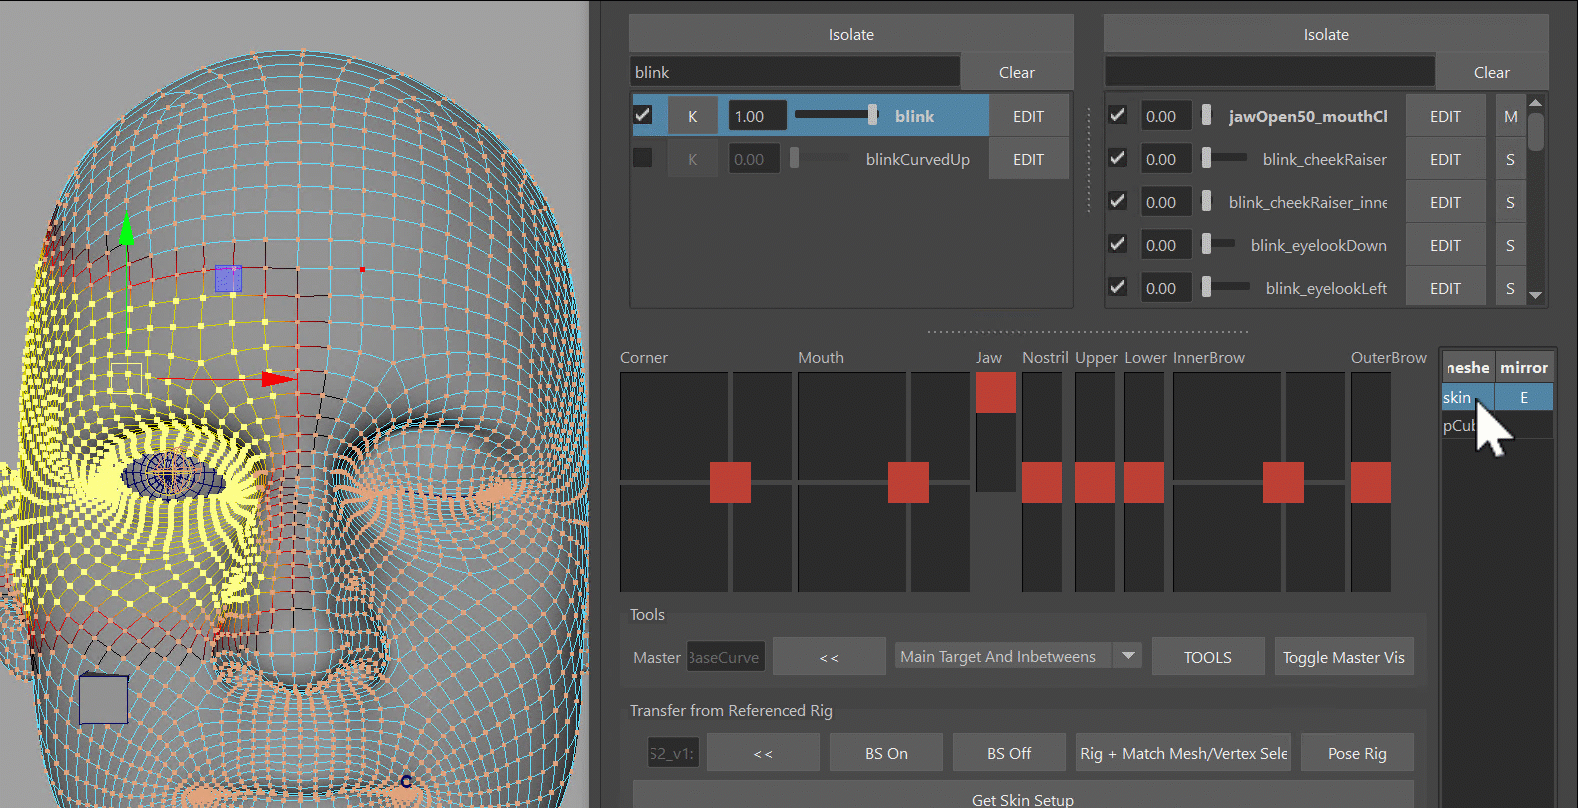 Isolate
Isolate
blink
Clear
Clear
K 1.00 blink EDIT
K 0.00 blinkCurvedUp EDIT
0.00 jawOpen50_mouthCl EDIT M
0.00 blink_cheekRaiser EDIT S
0.00 blink_cheekRaiser_inne EDIT S
0.00 blink_eyelookDown EDIT S
0.00 blink_eyelookLeft EDIT S
Corner Mouth Jaw Nostril Upper Lower InnerBrow OuterBrow
neshe mirror
skin E
pCub
Tools
Master BaseCurve << Main Target And Inbetweens TOOLS Toggle Master Vis
Transfer from Referenced Rig
S2_v1: << BS On BS Off Rig + Match Mesh/Vertex Sele Pose Rig
Get Skin Setup
C